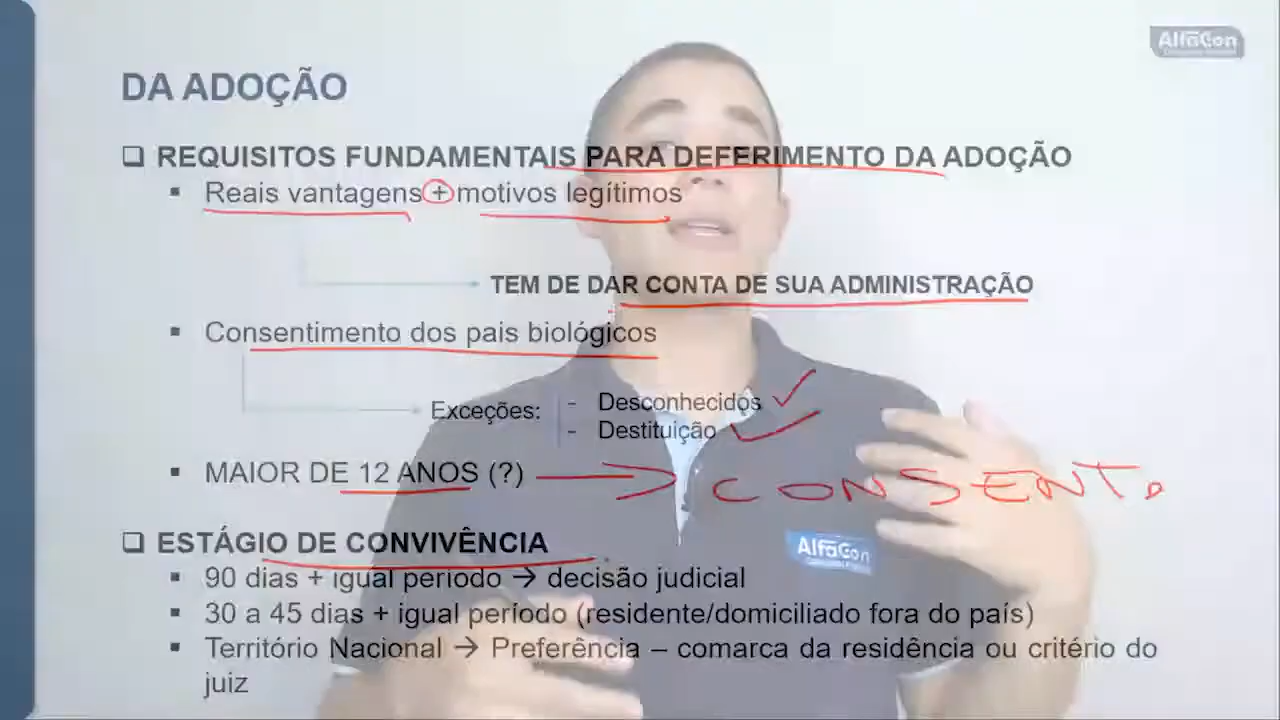 AlfaCon
DA ADOÇÃO
❑ REQUISITOS FUNDAMENTAIS PARA DEFERIMENTO DA ADOÇÃO
▪ Reais vantagens + motivos legítimos
TEM DE DAR CONTA DE SUA ADMINISTRAÇÃO
▪ Consentimento dos pais biológicos
Exceções: - Desconhecidos
- Destituição
▪ MAIOR DE 12 ANOS (?) → CONSENT.
❑ ESTÁGIO DE CONVIVÊNCIA
▪ 90 dias + igual período → decisão judicial
▪ 30 a 45 dias + igual período (residente/domiciliado fora do país)
▪ Território Nacional → Preferência – comarca da residência ou critério do
juiz
AlfaCon